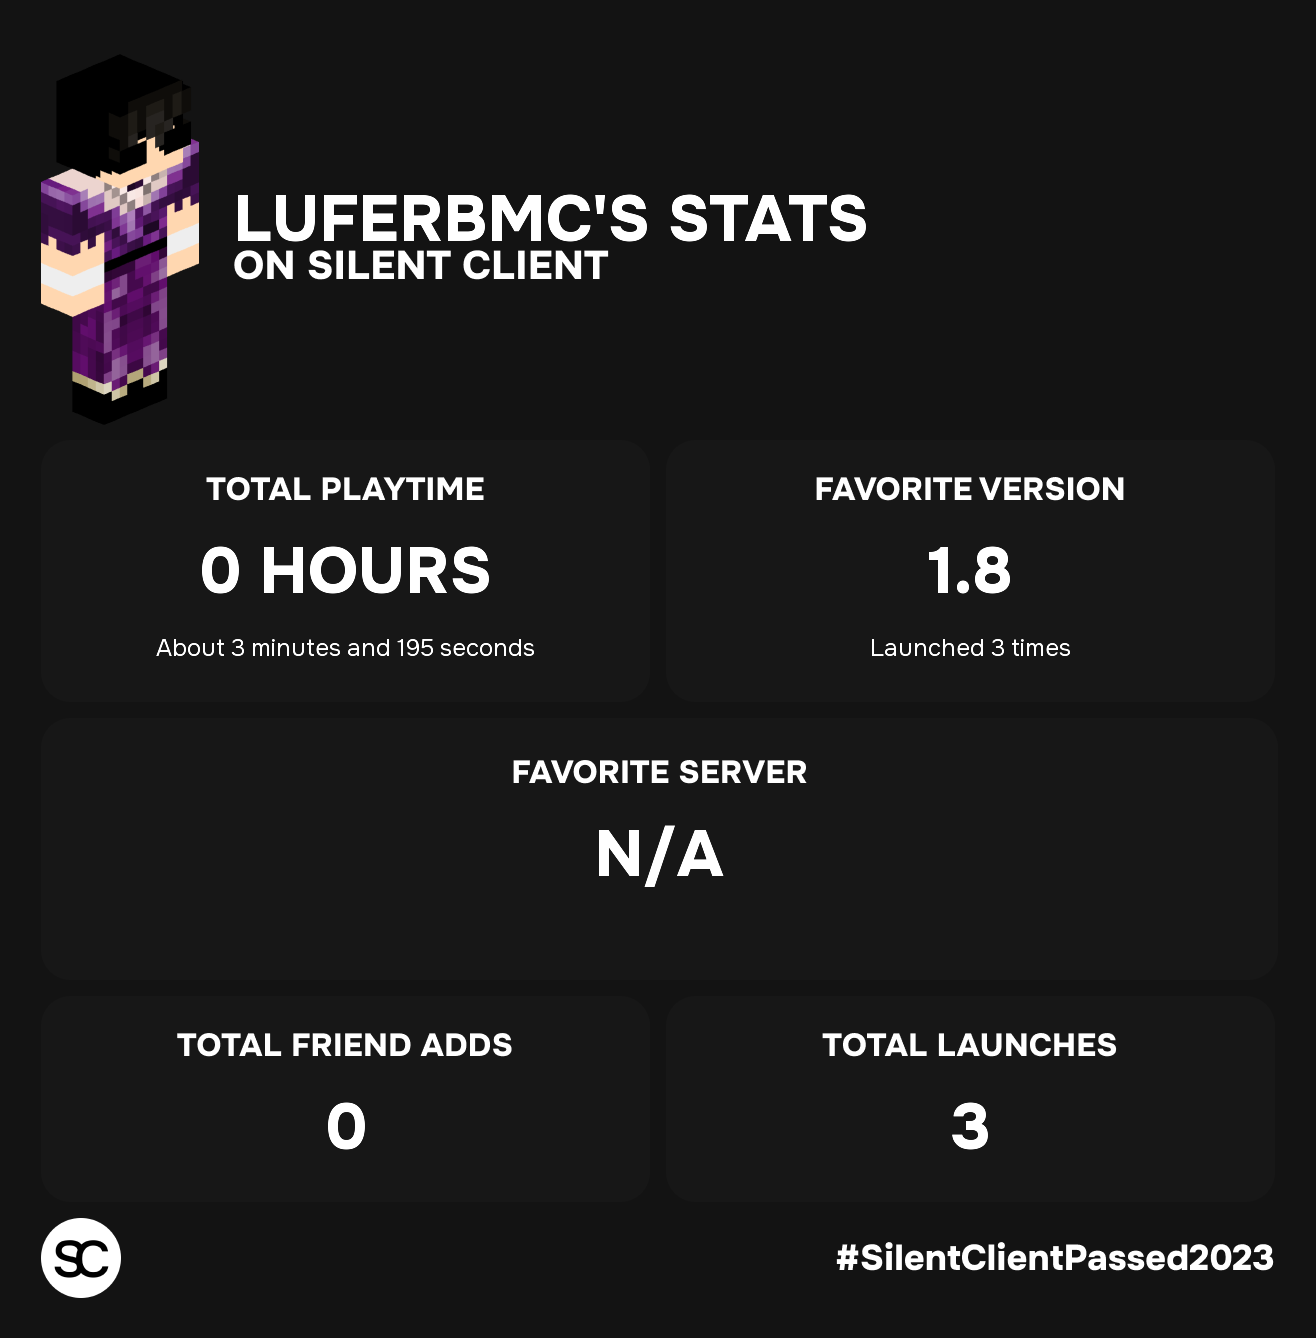 LUFERBMC'S STATS
ON SILENT CLIENT
TOTAL PLAYTIME
0 HOURS
About 3 minutes and 195 seconds
FAVORITE VERSION
1.8
Launched 3 times
FAVORITE SERVER
N/A
TOTAL FRIEND ADDS
0
TOTAL LAUNCHES
3
SC
#SilentClientPassed2023